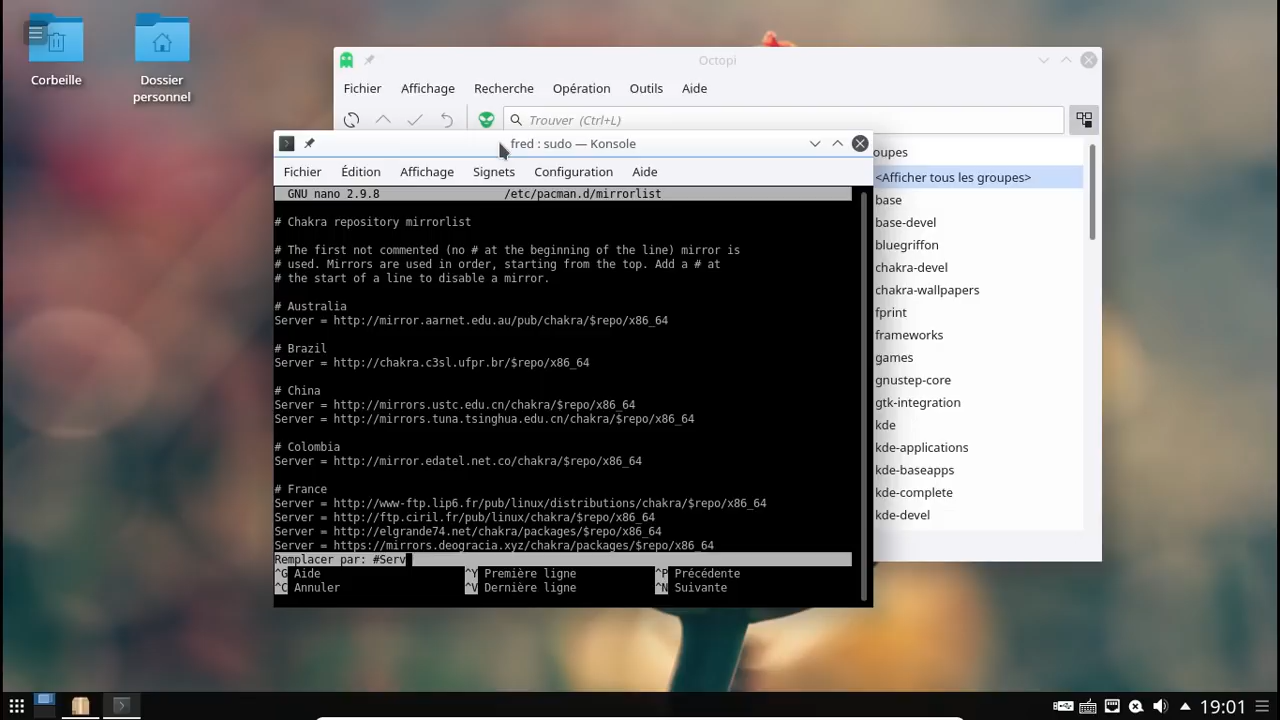 Corbeille
Dossier
personnel
Octopi
Fichier Affichage Recherche Opération Outils Aide
Trouver (Ctrl+L)
fred : sudo — Konsole
Fichier Édition Affichage Signets Configuration Aide
GNU nano 2.9.8 /etc/pacman.d/mirrorlist
# Chakra repository mirrorlist
# The first not commented (no # at the beginning of the line) mirror is
# used. Mirrors are used in order, starting from the top. Add a # at
# the start of a line to disable a mirror.
# Australia
Server = http://mirror.aarnet.edu.au/pub/chakra/$repo/x86_64
# Brazil
Server = http://chakra.c3sl.ufpr.br/$repo/x86_64
# China
Server = http://mirrors.ustc.edu.cn/chakra/$repo/x86_64
Server = http://mirrors.tuna.tsinghua.edu.cn/chakra/$repo/x86_64
# Colombia
Server = http://mirror.edatel.net.co/chakra/$repo/x86_64
# France
Server = http://www-ftp.lip6.fr/pub/linux/distributions/chakra/$repo/x86_64
Server = http://ftp.ciril.fr/pub/linux/chakra/$repo/x86_64
Server = http://elgrande74.net/chakra/packages/$repo/x86_64
Server = https://mirrors.deogracia.xyz/chakra/packages/$repo/x86_64
Remplacer par: #Serv
^G Aide ^Y Première ligne ^P Précédente
^C Annuler ^V Dernière ligne ^N Suivante
oupes
<Afficher tous les groupes>
base
base-devel
bluegriffon
chakra-devel
chakra-wallpapers
fprint
frameworks
games
gnustep-core
gtk-integration
kde
kde-applications
kde-baseapps
kde-complete
kde-devel
19:01